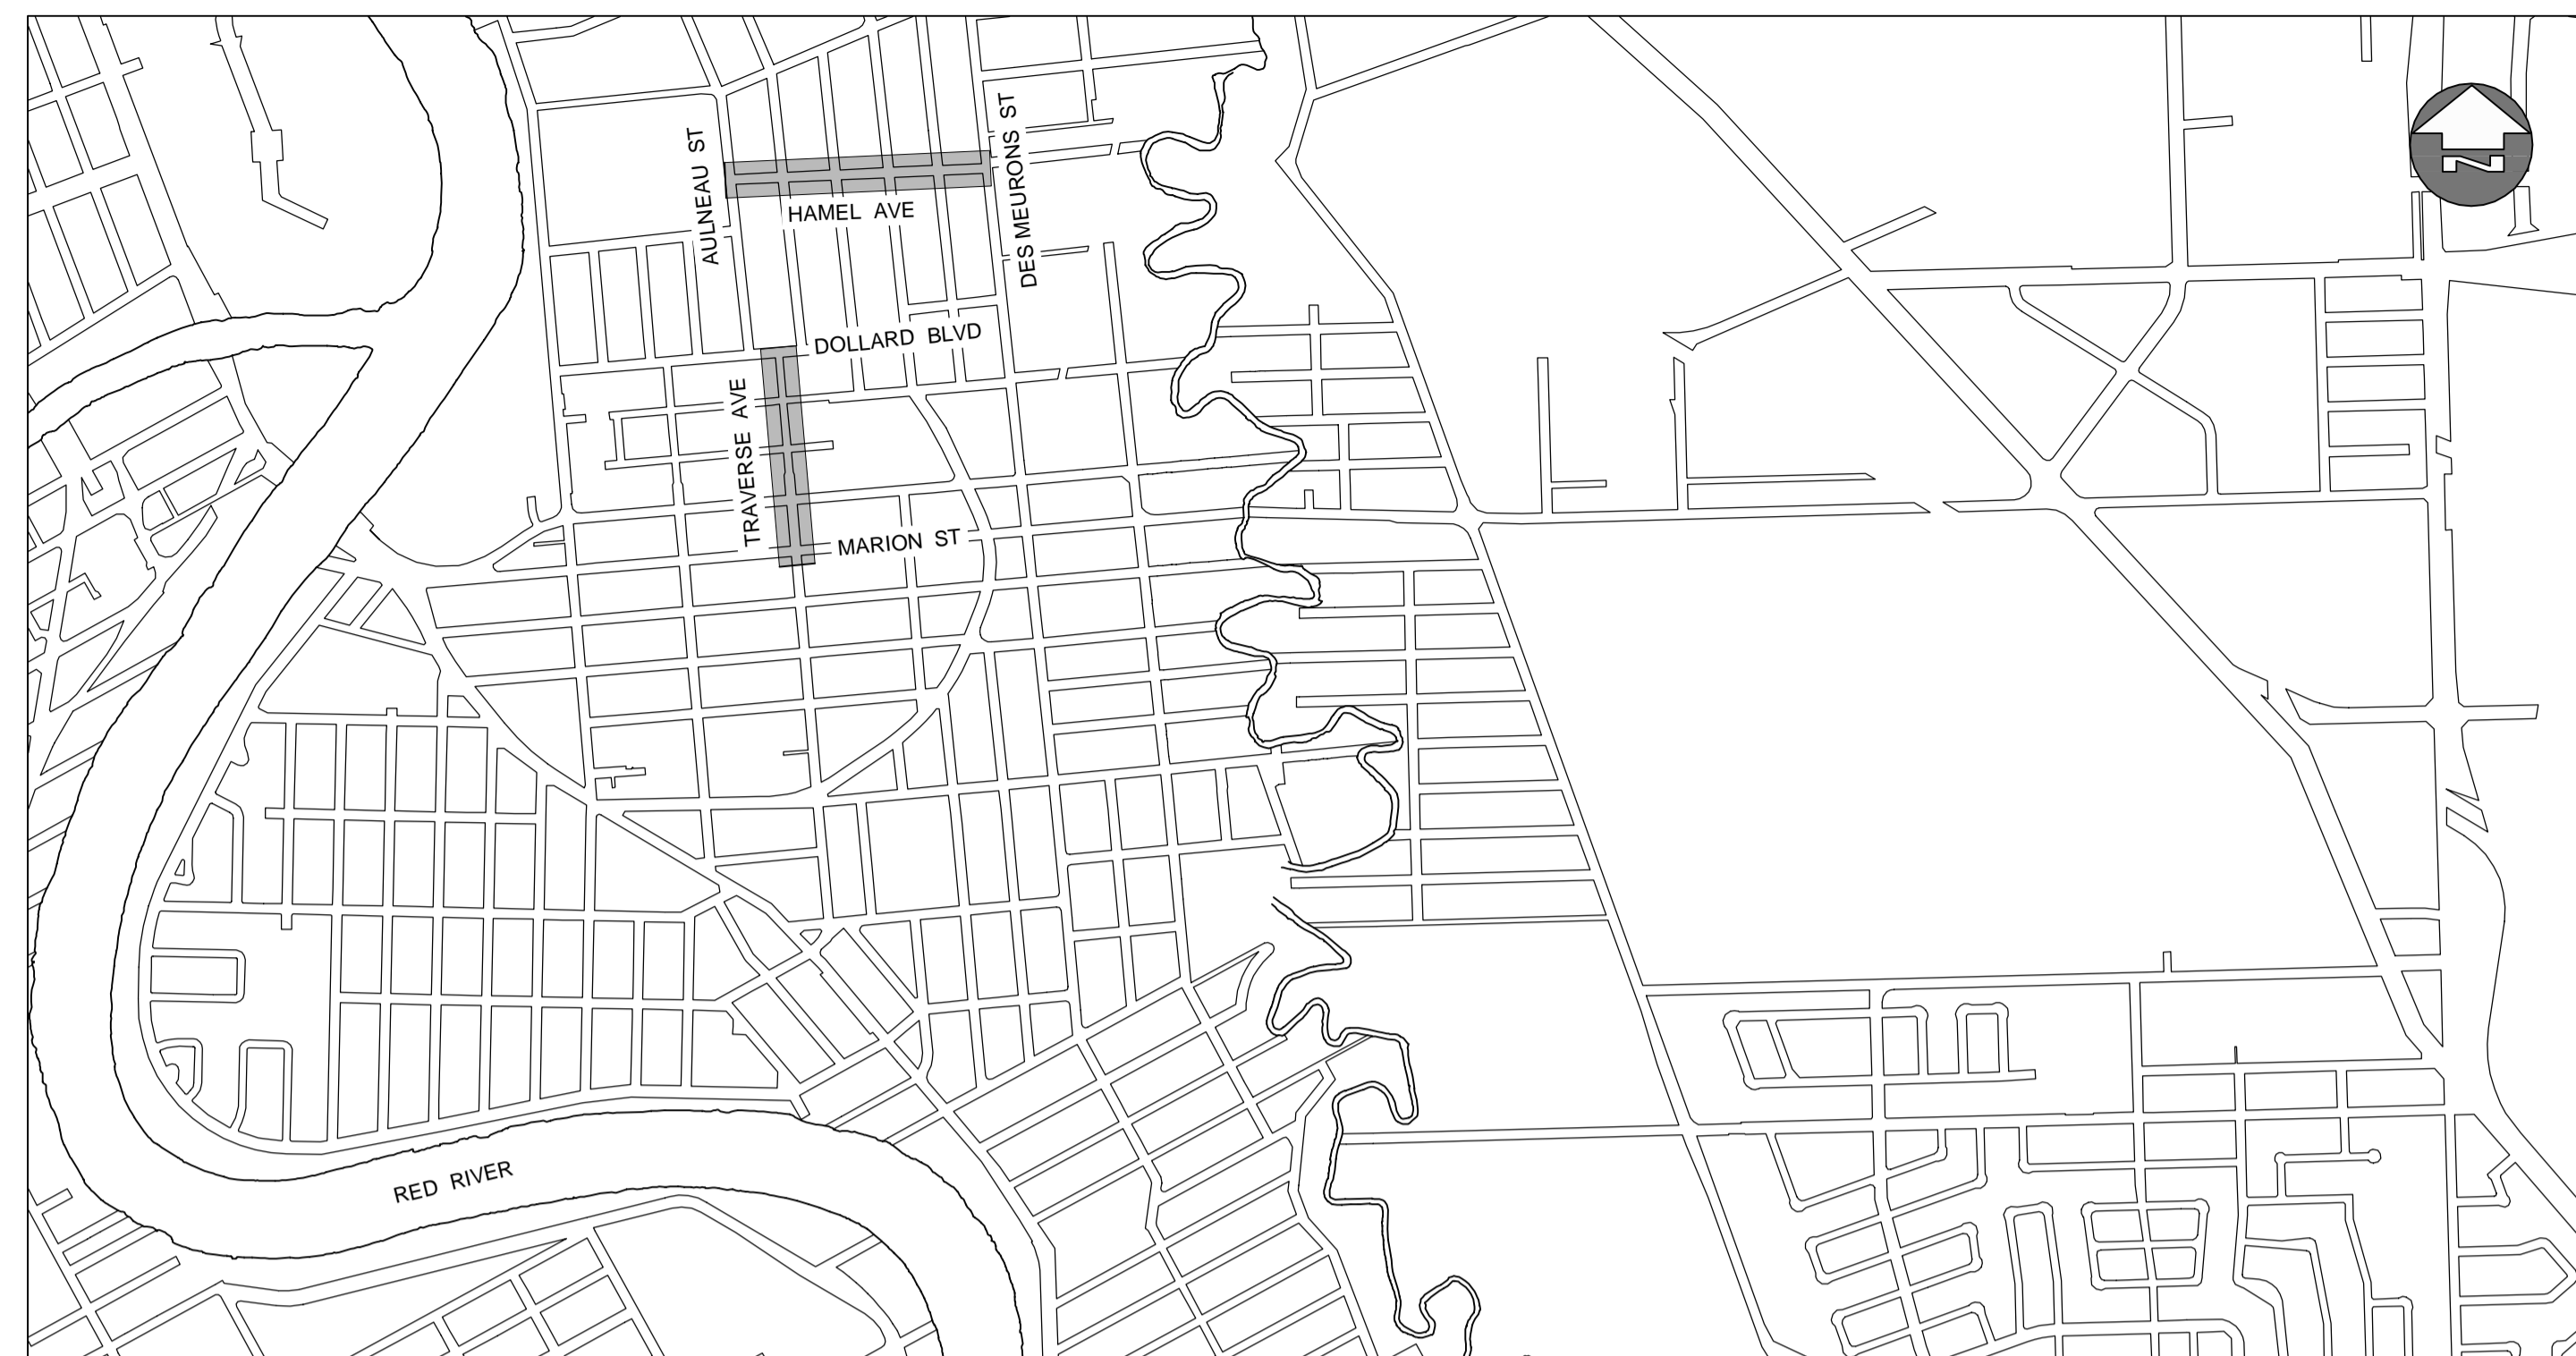 AULNEAU ST
DES MEURONS ST
HAMEL AVE
DOLLARD BLVD
TRAVERSE AVE
MARION ST
RED RIVER
N